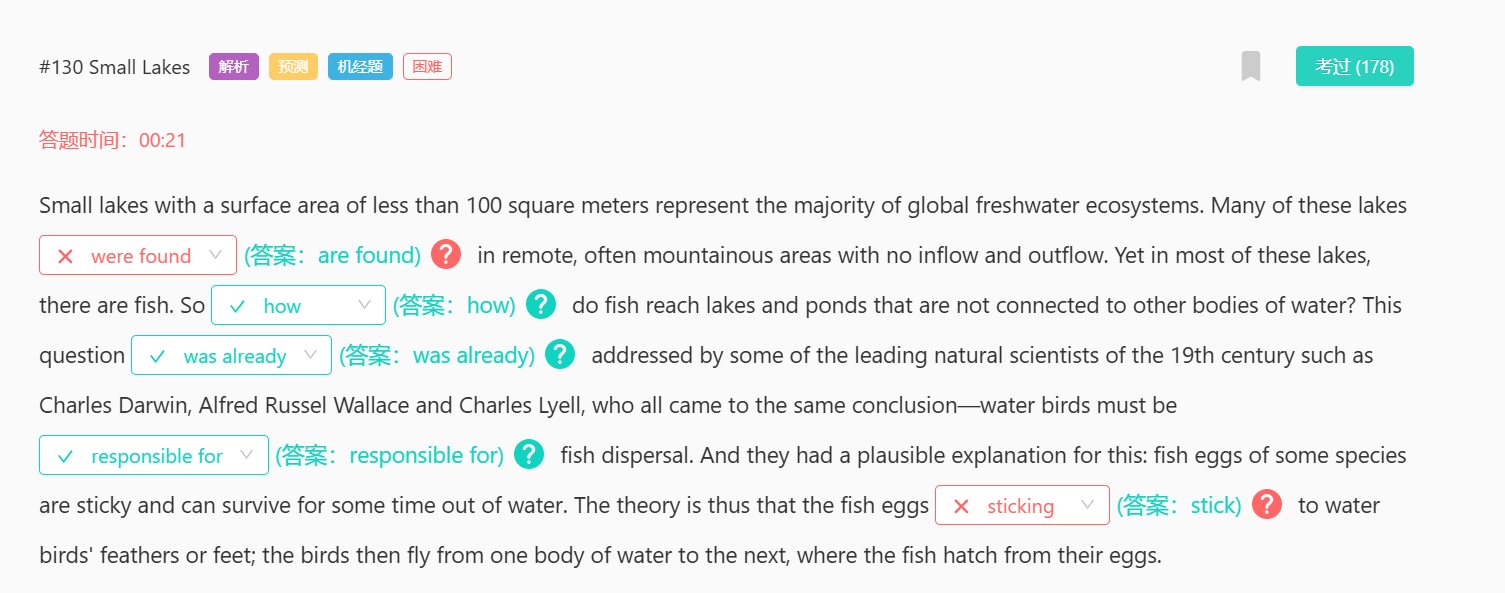 #130 Small Lakes 解析 预测 机经题 困难 考过 (178)
答题时间：00:21
Small lakes with a surface area of less than 100 square meters represent the majority of global freshwater ecosystems. Many of these lakes
were found (答案：are found) ? in remote, often mountainous areas with no inflow and outflow. Yet in most of these lakes,
there are fish. So how (答案：how) ? do fish reach lakes and ponds that are not connected to other bodies of water? This
question was already (答案：was already) ? addressed by some of the leading natural scientists of the 19th century such as
Charles Darwin, Alfred Russel Wallace and Charles Lyell, who all came to the same conclusion—water birds must be
responsible for (答案：responsible for) ? fish dispersal. And they had a plausible explanation for this: fish eggs of some species
are sticky and can survive for some time out of water. The theory is thus that the fish eggs sticking (答案：stick) ? to water
birds' feathers or feet; the birds then fly from one body of water to the next, where the fish hatch from their eggs.